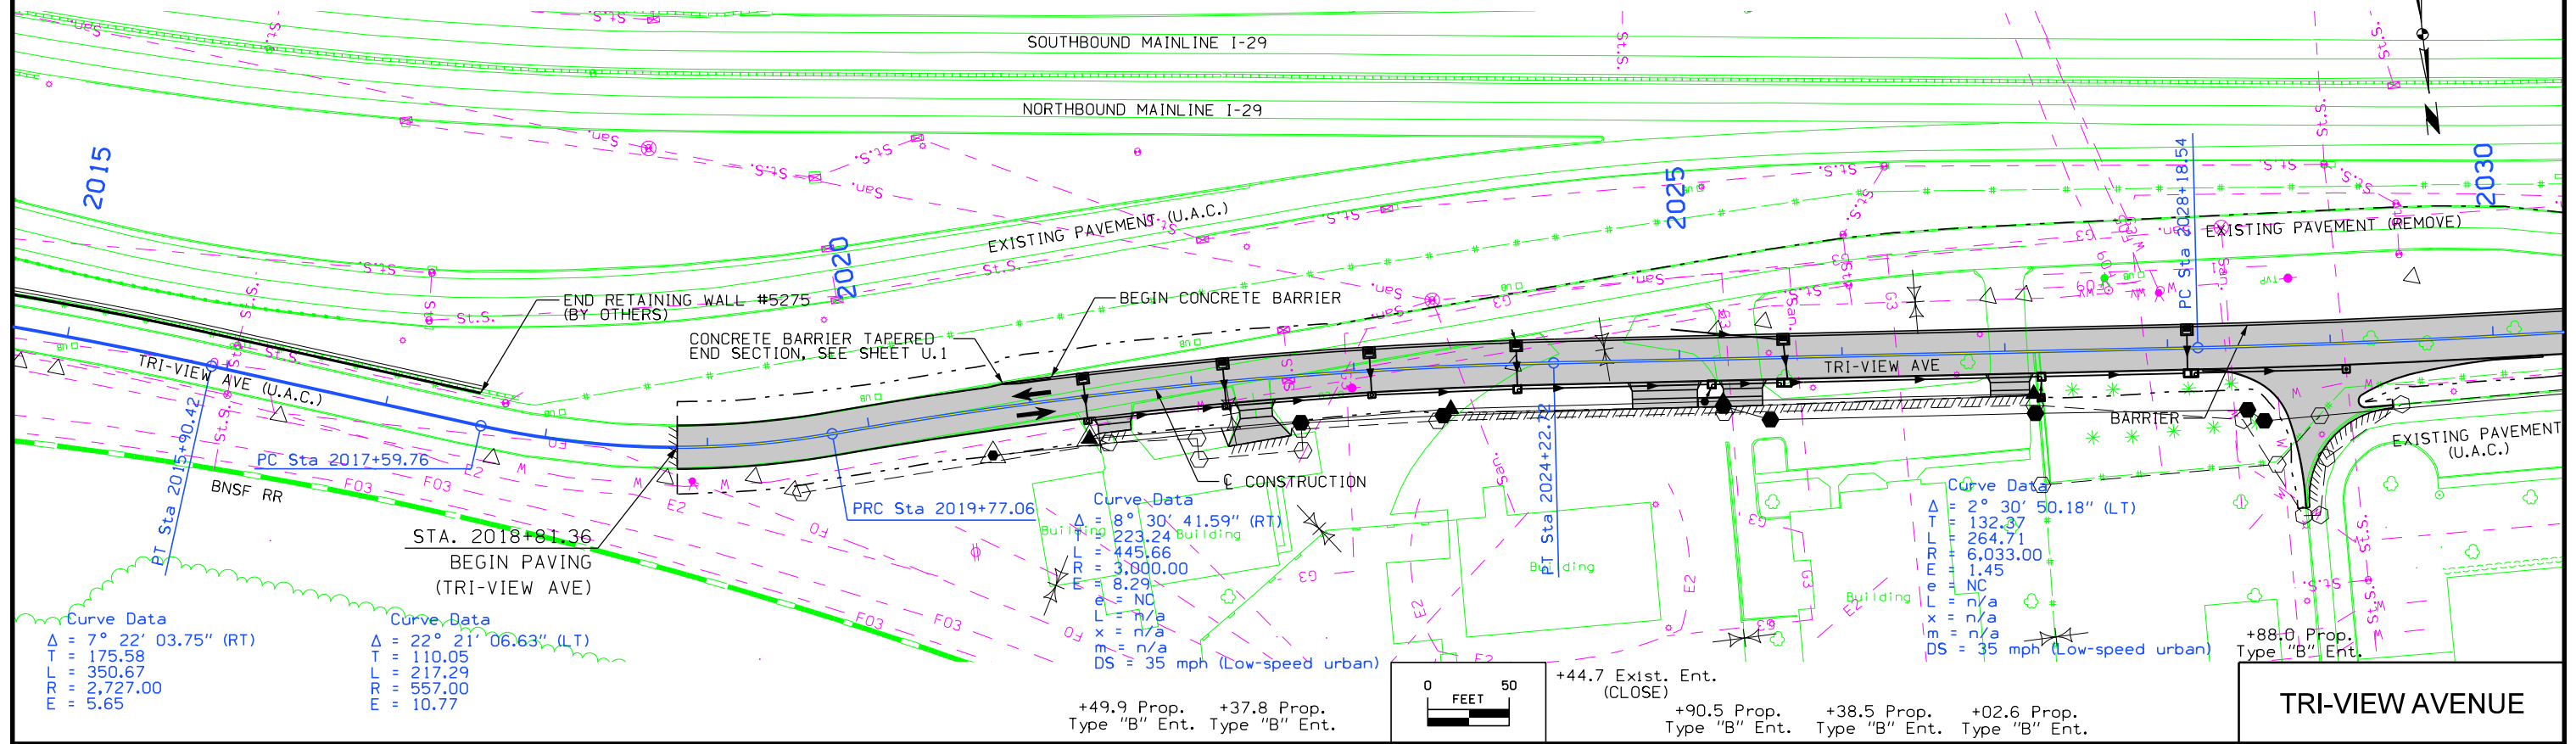 SOUTHBOUND MAINLINE I-29
NORTHBOUND MAINLINE I-29
2015
2020
2025
2030
EXISTING PAVEMENT (U.A.C.)
EXISTING PAVEMENT (REMOVE)
PC Sta 2028+18.54
END RETAINING WALL #5275
(BY OTHERS)
BEGIN CONCRETE BARRIER
CONCRETE BARRIER TAPERED
END SECTION, SEE SHEET U.1
TRI-VIEW AVE (U.A.C.)
TRI-VIEW AVE
BARRIER
EXISTING PAVEMENT
(U.A.C.)
PT Sta 2015+90.42
PC Sta 2017+59.76
BNSF RR
PRC Sta 2019+77.06
℄ CONSTRUCTION
PT Sta 2024+22.72
STA. 2018+81.36
BEGIN PAVING
(TRI-VIEW AVE)
Building
Building
Building
Building
Curve Data
Δ = 7° 22' 03.75" (RT)
T = 175.58
L = 350.67
R = 2,727.00
E = 5.65
Curve Data
Δ = 22° 21' 06.63" (LT)
T = 110.05
L = 217.29
R = 557.00
E = 10.77
Curve Data
Δ = 8° 30' 41.59" (RT)
T = 223.24
L = 445.66
R = 3,000.00
E = 8.29
e = NC
L = n/a
x = n/a
m = n/a
DS = 35 mph (Low-speed urban)
Curve Data
Δ = 2° 30' 50.18" (LT)
T = 132.37
L = 264.71
R = 6,033.00
E = 1.45
e = NC
L = n/a
x = n/a
m = n/a
DS = 35 mph (Low-speed urban)
+49.9 Prop.
Type "B" Ent.
+37.8 Prop.
Type "B" Ent.
0 50
FEET
+44.7 Exist. Ent.
(CLOSE)
+90.5 Prop.
Type "B" Ent.
+38.5 Prop.
Type "B" Ent.
+02.6 Prop.
Type "B" Ent.
+88.0 Prop.
Type "B" Ent.
TRI-VIEW AVENUE